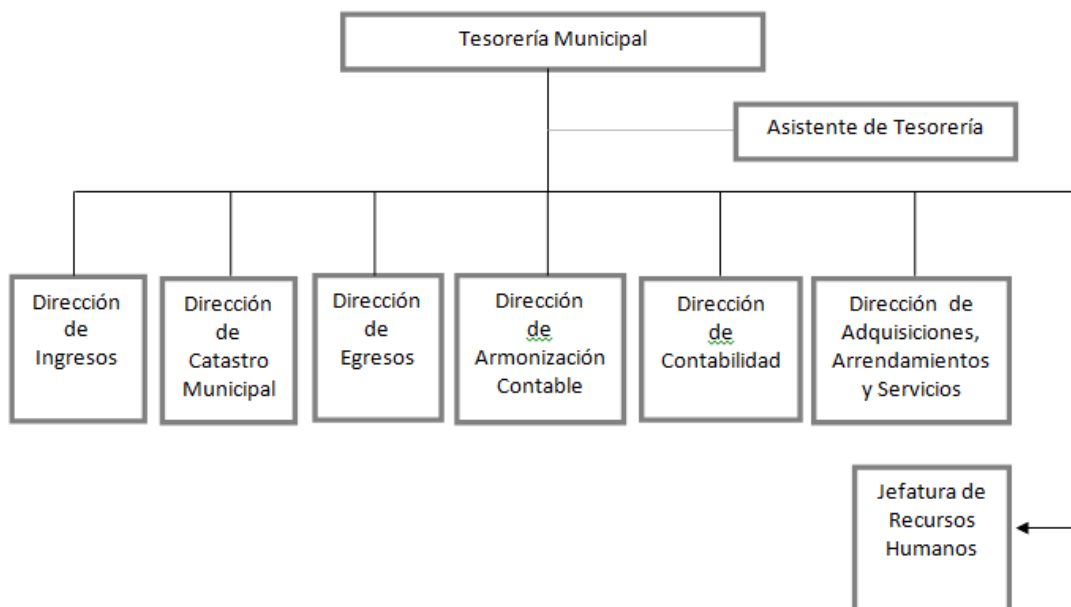 Tesorería Municipal
Asistente de Tesorería
Dirección
de
Ingresos
Dirección
de
Catastro
Municipal
Dirección
de
Egresos
Dirección
de
Armonización
Contable
Dirección
de
Contabilidad
Dirección de
Adquisiciones,
Arrendamientos
y Servicios
Jefatura de
Recursos
Humanos